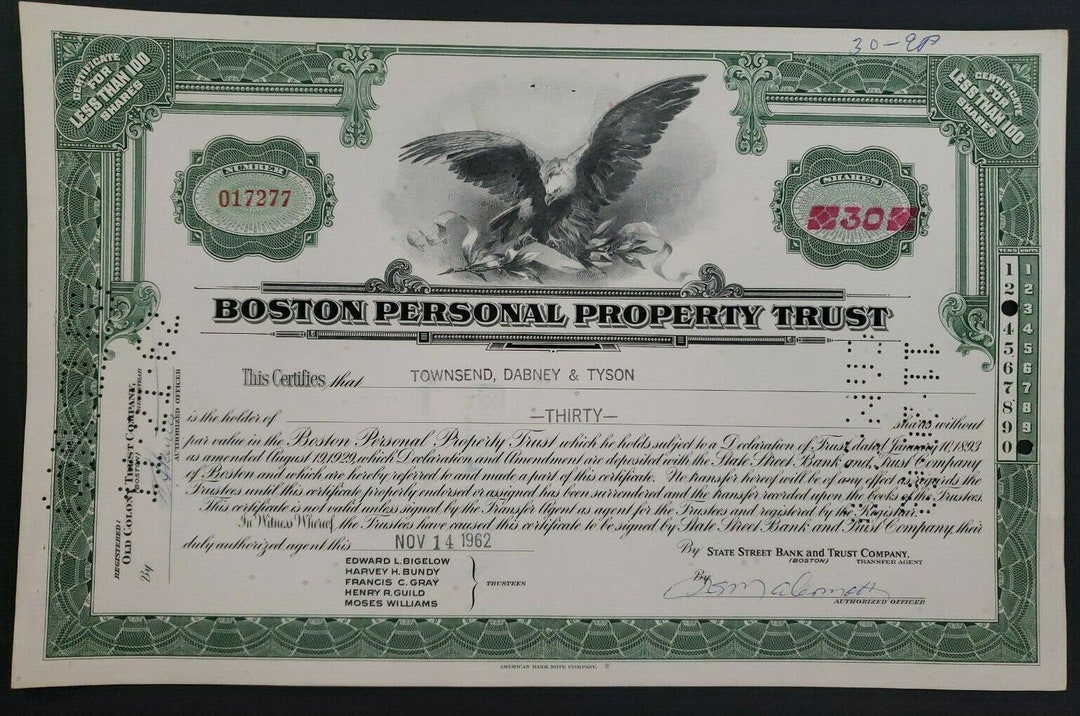 30-
CERTIFICATE
FOR
LESS THAN 100
SHARES
CERTIFICATE
FOR
LESS THAN 100
SHARES
NUMBER
017277
SHARES
30
BOSTON PERSONAL PROPERTY TRUST
This Certifies that TOWNSEND, DABNEY & TYSON
is the holder of —THIRTY— shares without
par value in the Boston Personal Property Trust which he holds subject to a Declaration of Trust dated January 10, 1893
as amended August 12, 1929, which Declaration and Amendment are deposited with the State Street Bank and Trust Company
of Boston and which are hereby referred to and made a part of this certificate. No transfer hereof will be of any effect as regards the
Trustees until this certificate properly endorsed or assigned has been surrendered and the transfer recorded upon the books of the Trustees.
This certificate is not valid unless signed by the Transfer Agent as agent for the Trustees and registered by the Registrar.
In Witness Whereof, the Trustees have caused this certificate to be signed by State Street Bank and Trust Company, their
duly authorized agent this NOV 14 1962
EDWARD L. BIGELOW
HARVEY H. BUNDY
FRANCIS C. GRAY
HENRY R. GUILD
MOSES WILLIAMS
TRUSTEES
By STATE STREET BANK AND TRUST COMPANY,
(BOSTON) TRANSFER AGENT
By
AUTHORIZED OFFICER
REGISTERED:
OLD COLONY TRUST COMPANY
(BOSTON)
By
AUTHORIZED OFFICER
TENS UNITS
1 1
2 2
3
4 4
5 5
6 6
7 7
8 8
9
0 0
AMERICAN BANK NOTE COMPANY.